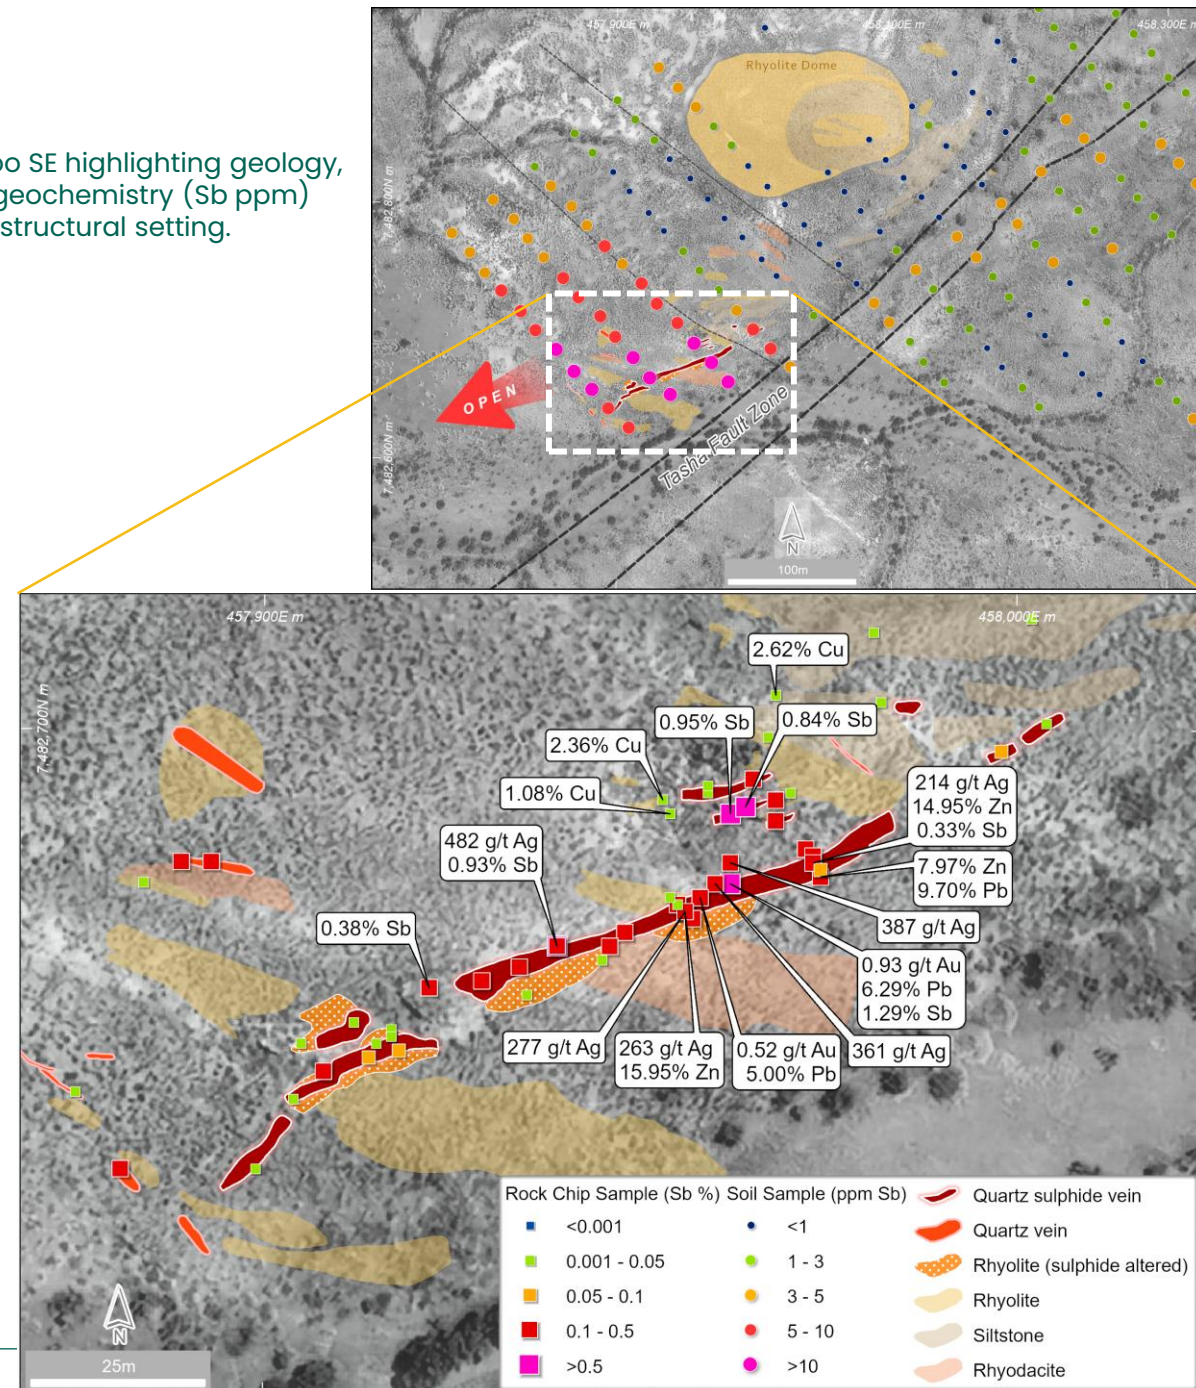 oo SE highlighting geology,
geochemistry (Sb ppm)
structural setting.
457,900E m
458,100E m
458,300E m
Rhyolite Dome
7,482,800N m
7,482,600N m
OPEN
Tasha Fault Zone
N
100m
457,900E m
458,000E m
7,482,700N m
2.62% Cu
0.95% Sb
0.84% Sb
2.36% Cu
1.08% Cu
214 g/t Ag
14.95% Zn
0.33% Sb
482 g/t Ag
0.93% Sb
7.97% Zn
9.70% Pb
0.38% Sb
387 g/t Ag
0.93 g/t Au
6.29% Pb
1.29% Sb
277 g/t Ag
263 g/t Ag
15.95% Zn
0.52 g/t Au
5.00% Pb
361 g/t Ag
N
25m
Rock Chip Sample (Sb %)
<0.001
0.001 - 0.05
0.05 - 0.1
0.1 - 0.5
>0.5
Soil Sample (ppm Sb)
<1
1 - 3
3 - 5
5 - 10
>10
Quartz sulphide vein
Quartz vein
Rhyolite (sulphide altered)
Rhyolite
Siltstone
Rhyodacite